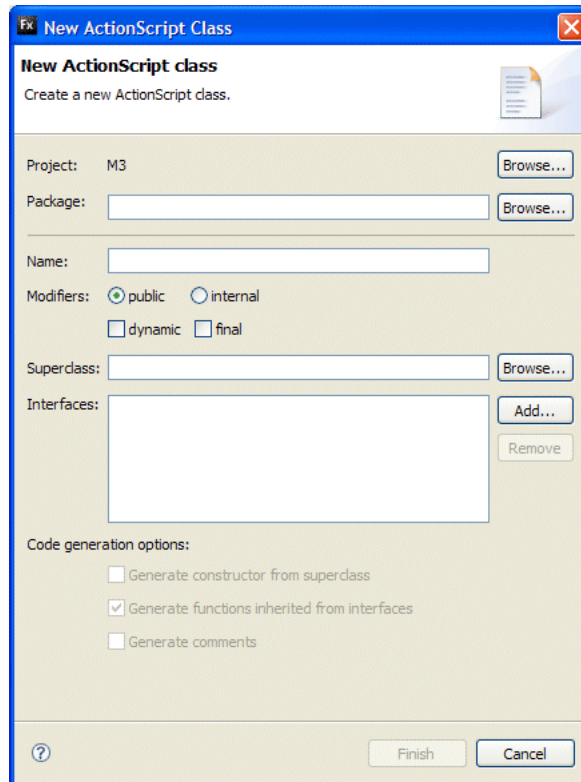 Fx New ActionScript Class
New ActionScript class
Create a new ActionScript class.
Project: M3 Browse...
Package: Browse...
Name:
Modifiers: public internal
dynamic final
Superclass: Browse...
Interfaces: Add...
Remove
Code generation options:
Generate constructor from superclass
Generate functions inherited from interfaces
Generate comments
? Finish Cancel